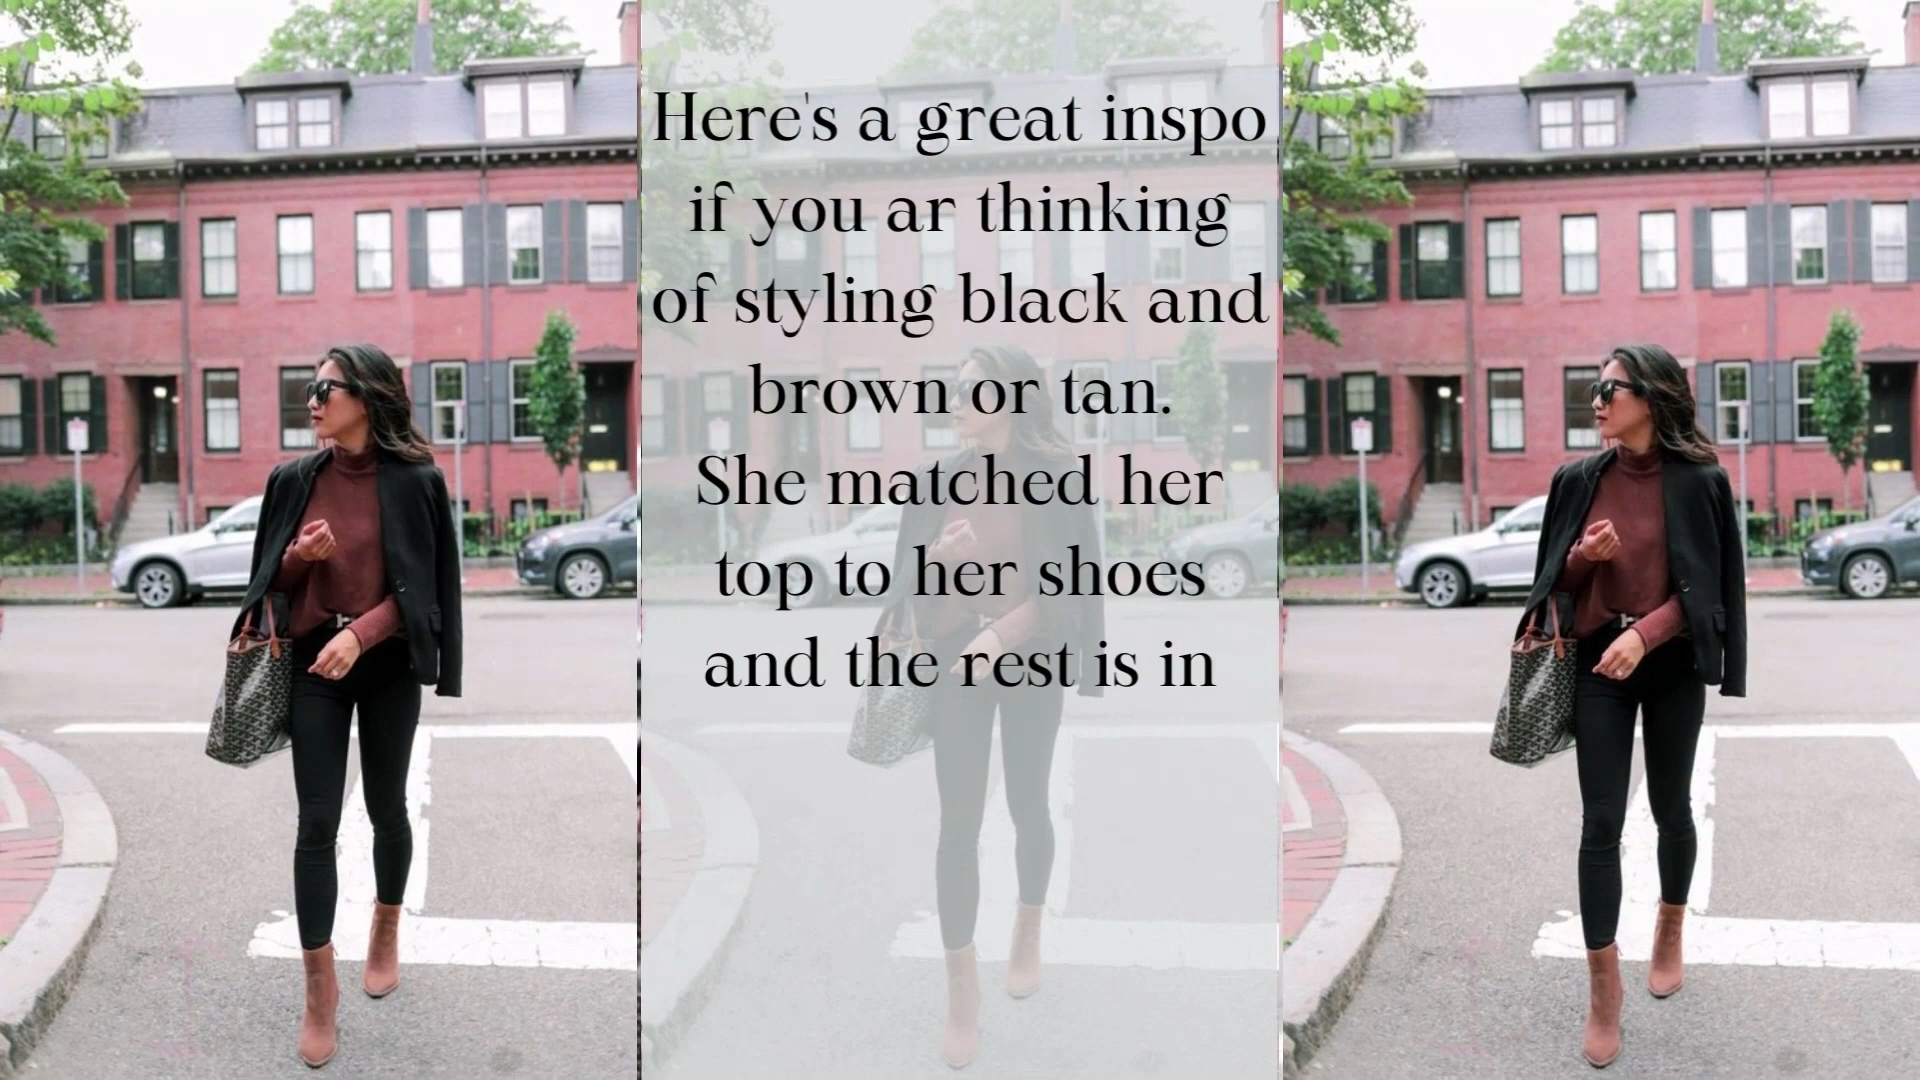 Here's a great inspo
if you ar thinking
of styling black and
brown or tan.
She matched her
top to her shoes
and the rest is in